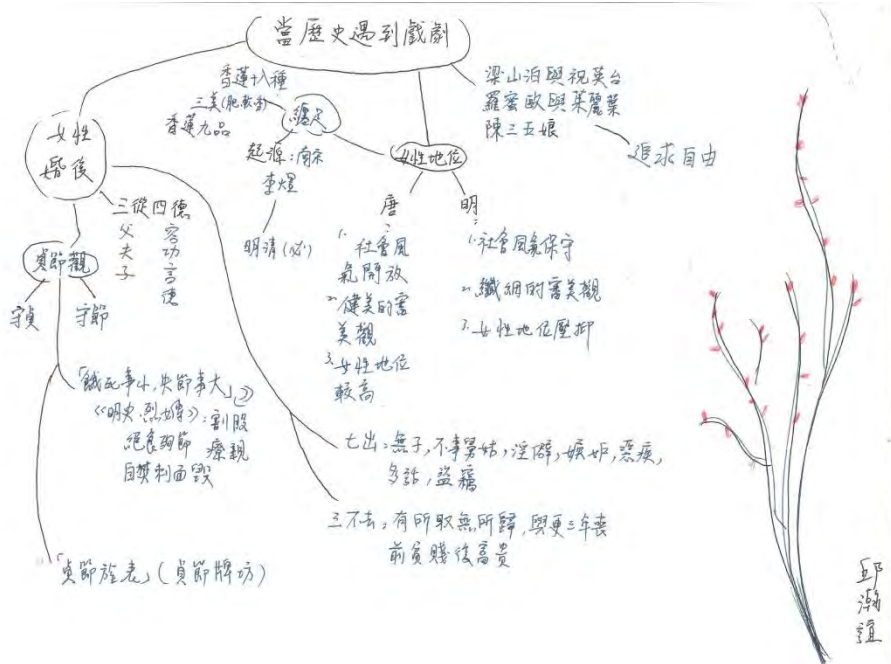 當歷史遇到戲劇
香蓮十八種
三美(肥軟秀)
香蓮九品
纏足
起源:南宋
李煜
明清(必)
女性地位
唐
1. 社會風
氣開放
2. 健美的審
美觀
3. 女性地位
較高
明
1. 社會風氣保守
2. 纖細的審美觀
3. 女性地位壓抑
梁山泊與祝英台
羅密歐與茱麗葉
陳三五娘
追求自由
女性
婚後
三從四德
父夫子
容功言德
貞節觀
守貞
守節
「餓死事小,失節事大」
《明史.烈女傳》:割股
療親
絕食殉節
自焚 面毀
「貞節旌表」(貞節牌坊)
七出:無子,不事舅姑,淫僻,嫉妒,惡疾,
多話,盜竊
三不去:有所取無所歸,與更三年喪
前貧賤後富貴
邱瀚誼